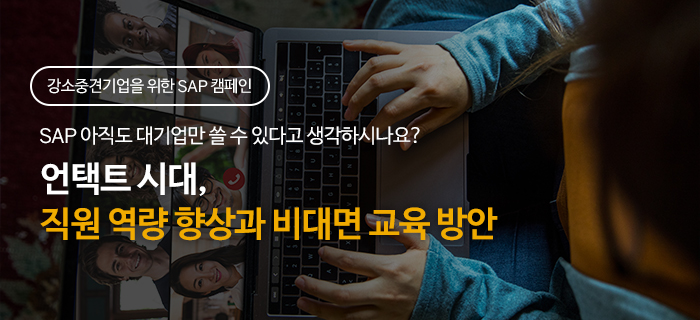 강소중견기업을 위한 SAP 캠페인
SAP 아직도 대기업만 쓸 수 있다고 생각하시나요?
언택트 시대,
직원 역량 향상과 비대면 교육 방안